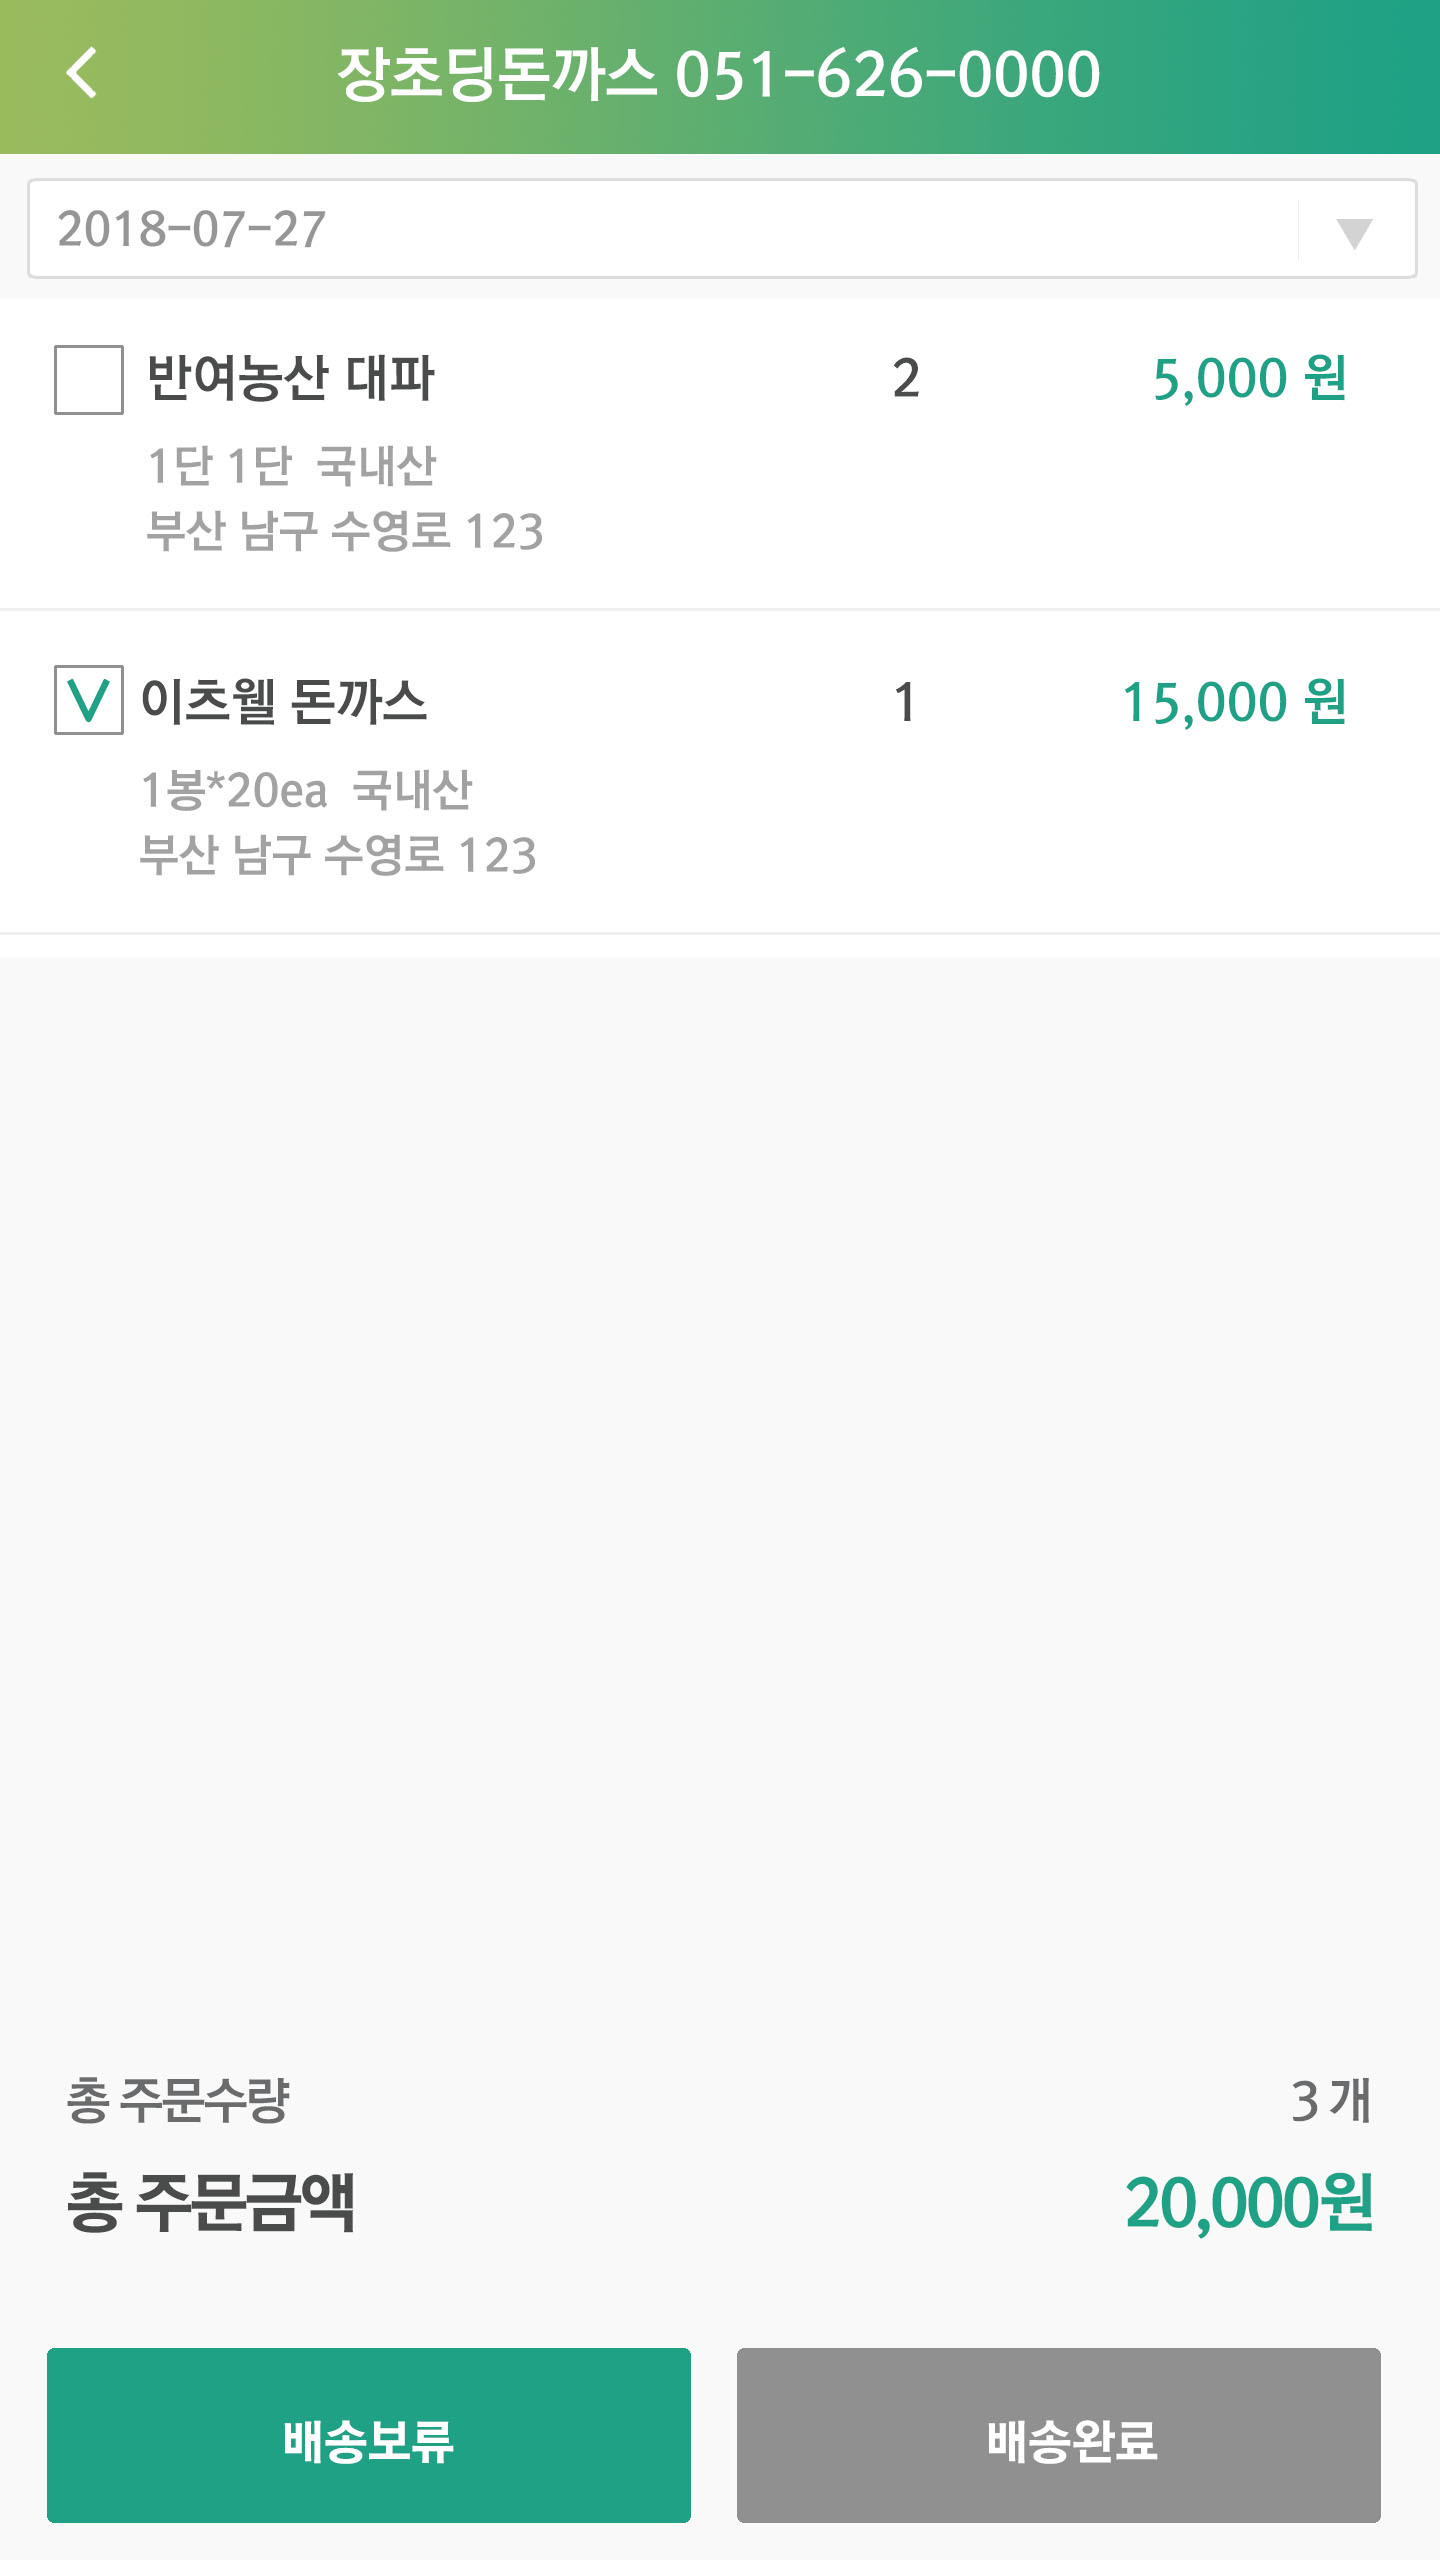 장초딩돈까스 051-626-0000
2018-07-27
반여농산 대파 2 5,000 원
1단 1단 국내산
부산 남구 수영로 123
이츠웰 돈까스 1 15,000 원
1봉*20ea 국내산
부산 남구 수영로 123
총 주문수량 3 개
총 주문금액 20,000원
배송보류 배송완료